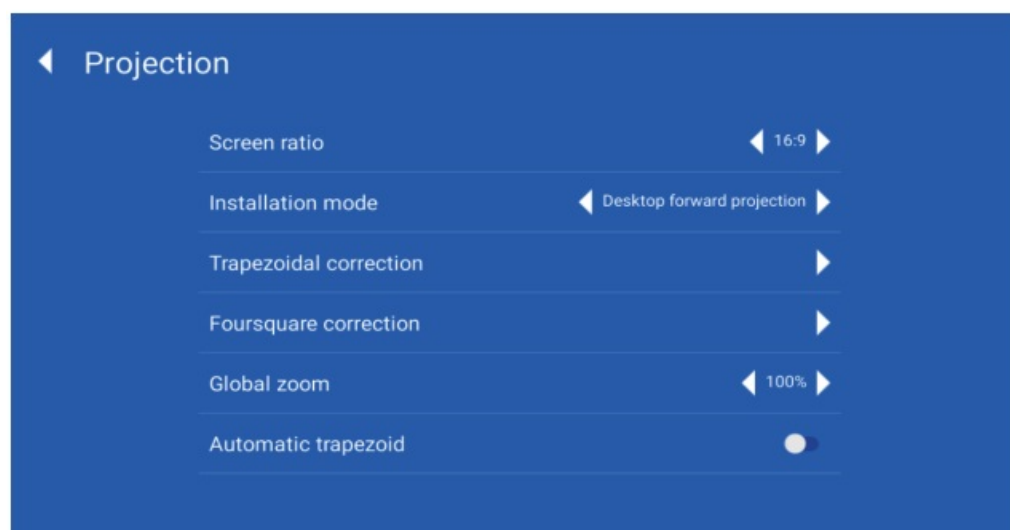 Projection
Screen ratio 16:9
Installation mode Desktop forward projection
Trapezoidal correction
Foursquare correction
Global zoom 100%
Automatic trapezoid